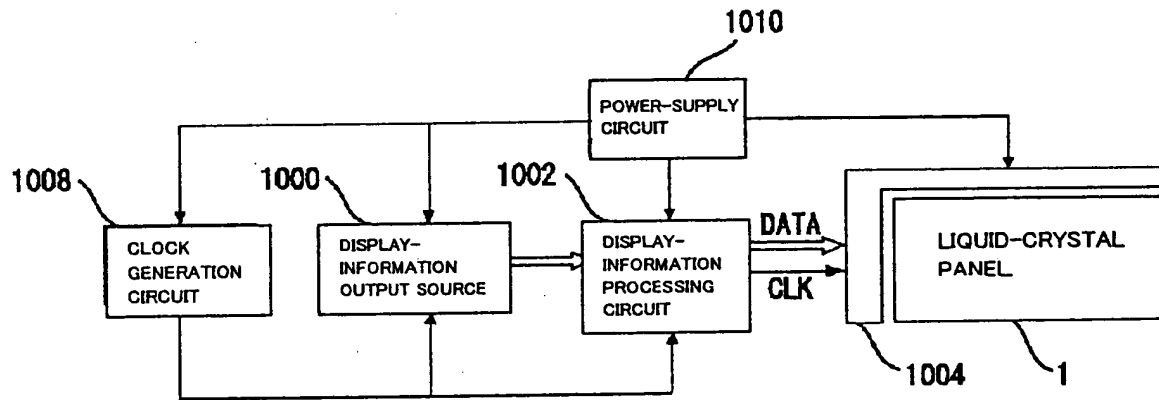 1010
POWER-SUPPLY
CIRCUIT
1008
1000
1002
CLOCK
GENERATION
CIRCUIT
DISPLAY-
INFORMATION
OUTPUT SOURCE
DISPLAY-
INFORMATION
PROCESSING
CIRCUIT
DATA
CLK
LIQUID-CRYSTAL
PANEL
1004
1